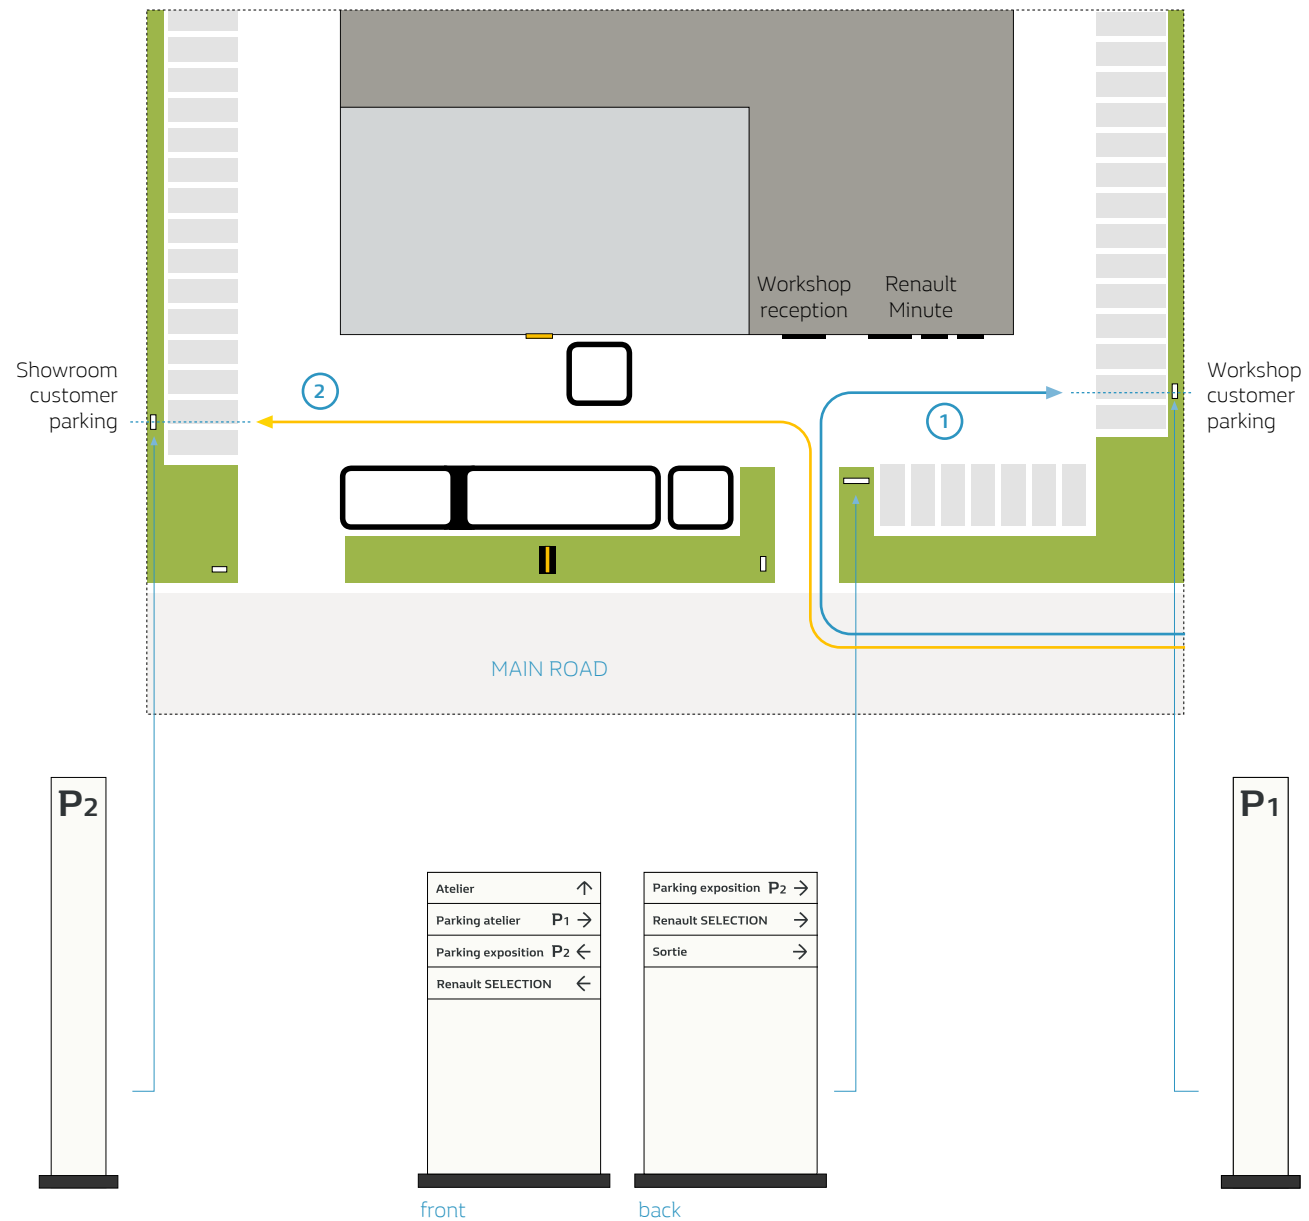 Workshop
reception
Renault
Minute
Showroom
customer
parking
2
1
Workshop
customer
parking
MAIN ROAD
P2
P1
Atelier ↑
Parking atelier P1 →
Parking exposition P2 ←
Renault SELECTION ←
Parking exposition P2 →
Renault SELECTION →
Sortie →
front
back